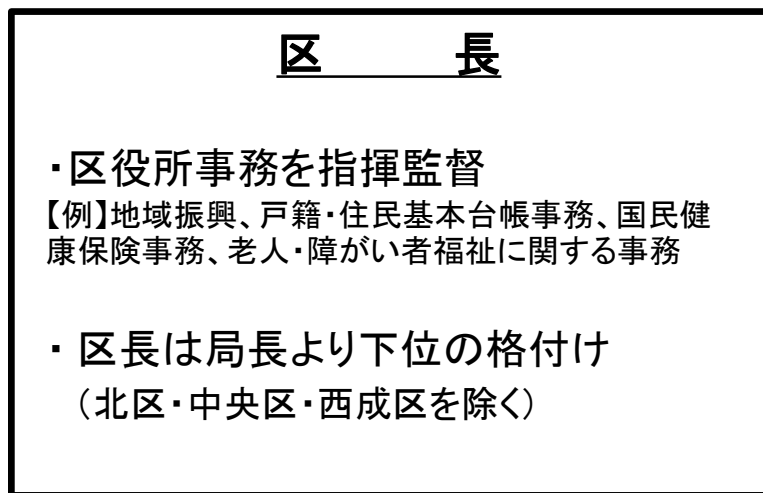 区　　　長
・区役所事務を指揮監督
【例】地域振興、戸籍・住民基本台帳事務、国民健
康保険事務、老人・障がい者福祉に関する事務
・ 区長は局長より下位の格付け
（北区・中央区・西成区を除く）